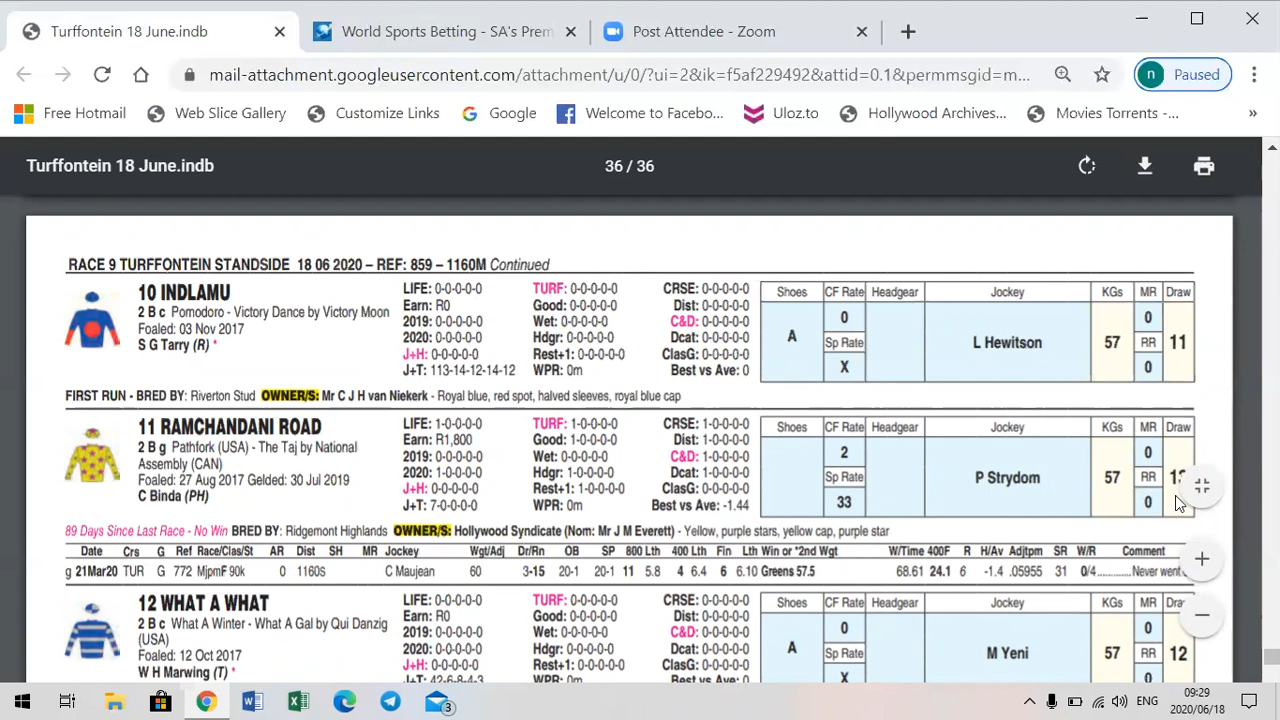 Turffontein 18 June.indb
World Sports Betting - SA's Prem
Post Attendee - Zoom
mail-attachment.googleusercontent.com/attachment/u/0/?ui=2&ik=f5af229492&attid=0.1&permmsgid=m...
n Paused
Free Hotmail Web Slice Gallery Customize Links Google Welcome to Facebo... Uloz.to Hollywood Archives... Movies Torrents -... »
Turffontein 18 June.indb 36 / 36
RACE 9 TURFFONTEIN STANDSIDE 18 06 2020 – REF: 859 – 1160M Continued
10 INDLAMU
2 B c Pomodoro - Victory Dance by Victory Moon
Foaled: 03 Nov 2017
S G Tarry (R) *
LIFE: 0-0-0-0-0 TURF: 0-0-0-0-0 CRSE: 0-0-0-0-0
Earn: R0 Good: 0-0-0-0-0 Dist: 0-0-0-0-0
2019: 0-0-0-0-0 Wet: 0-0-0-0-0 C&D: 0-0-0-0-0
2020: 0-0-0-0-0 Hdgr: 0-0-0-0-0 Dcat: 0-0-0-0-0
J+H: 0-0-0-0-0 Rest+1: 0-0-0-0-0 ClasG: 0-0-0-0-0
J+T: 113-14-12-14-12 WPR: 0m Best vs Ave: 0
Shoes CF Rate Headgear Jockey KGs MR Draw
A 0 L Hewitson 57 0 11
Sp Rate RR
X 0
FIRST RUN - BRED BY: Riverton Stud OWNER/S: Mr C J H van Niekerk - Royal blue, red spot, halved sleeves, royal blue cap
11 RAMCHANDANI ROAD
2 B g Pathfork (USA) - The Taj by National
Assembly (CAN)
Foaled: 27 Aug 2017 Gelded: 30 Jul 2019
C Binda (PH)
LIFE: 1-0-0-0-0 TURF: 1-0-0-0-0 CRSE: 1-0-0-0-0
Earn: R1,800 Good: 1-0-0-0-0 Dist: 1-0-0-0-0
2019: 0-0-0-0-0 Wet: 0-0-0-0-0 C&D: 1-0-0-0-0
2020: 1-0-0-0-0 Hdgr: 1-0-0-0-0 Dcat: 1-0-0-0-0
J+H: 0-0-0-0-0 Rest+1: 1-0-0-0-0 ClasG: 0-0-0-0-0
J+T: 7-0-0-0-0 WPR: 0m Best vs Ave: -1.44
Shoes CF Rate Headgear Jockey KGs MR Draw
2 P Strydom 57 0
Sp Rate RR
33 0
89 Days Since Last Race - No Win BRED BY: Ridgemont Highlands OWNER/S: Hollywood Syndicate (Nom: Mr J M Everett) - Yellow, purple stars, yellow cap, purple star
Date Crs G Ref Race/Clas/St AR Dist SH MR Jockey Wgt/Adj Dr/Rn OB SP 800 Lth 400 Lth Fin Lth Win or *2nd Wgt W/Time 400F R H/Av Adjtpm SR W/R Comment
g 21Mar20 TUR G 772 MjpmF 90k 0 1160S C Maujean 60 3-15 20-1 20-1 11 5.8 4 6.4 6 6.10 Greens 57.5 68.61 24.1 6 -1.4 .05955 31 0/4............ Never went
12 WHAT A WHAT
2 B c What A Winter - What A Gal by Qui Danzig
(USA)
Foaled: 12 Oct 2017
W H Marwing (T) *
LIFE: 0-0-0-0-0 TURF: 0-0-0-0-0 CRSE: 0-0-0-0-0
Earn: R0 Good: 0-0-0-0-0 Dist: 0-0-0-0-0
2019: 0-0-0-0-0 Wet: 0-0-0-0-0 C&D: 0-0-0-0-0
2020: 0-0-0-0-0 Hdgr: 0-0-0-0-0 Dcat: 0-0-0-0-0
J+H: 0-0-0-0-0 Rest+1: 0-0-0-0-0 ClasG: 0-0-0-0-0
J+T: 42-6-8-4-3 WPR: 0m Best vs Ave: 0
Shoes CF Rate Headgear Jockey KGs MR
A 0 M Yeni 57 0 12
Sp Rate RR
X
3 ENG 09:29
2020/06/18